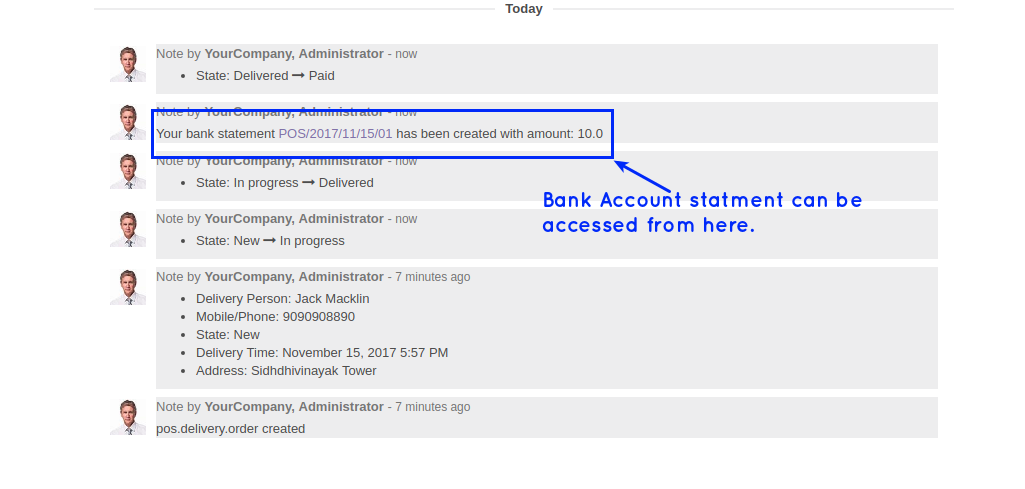 Today
Note by YourCompany, Administrator - now
State: Delivered ➞ Paid
Note by YourCompany, Administrator - now
Your bank statement POS/2017/11/15/01 has been created with amount: 10.0
Note by YourCompany, Administrator - now
State: In progress ➞ Delivered
Bank Account statment can be
accessed from here.
Note by YourCompany, Administrator - now
State: New ➞ In progress
Note by YourCompany, Administrator - 7 minutes ago
Delivery Person: Jack Macklin
Mobile/Phone: 9090908890
State: New
Delivery Time: November 15, 2017 5:57 PM
Address: Sidhdhivinayak Tower
Note by YourCompany, Administrator - 7 minutes ago
pos.delivery.order created